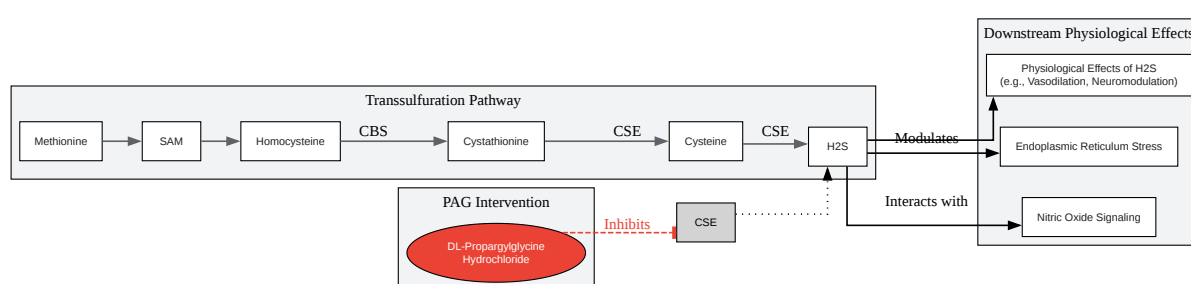 Downstream Physiological Effects
Physiological Effects of H2S
(e.g., Vasodilation, Neuromodulation)
Transsulfuration Pathway
Methionine
SAM
Homocysteine
CBS
Cystathionine
CSE
Cysteine
CSE
H2S
Modulates
Endoplasmic Reticulum Stress
PAG Intervention
Interacts with
Nitric Oxide Signaling
DL-Propargylglycine
Hydrochloride
Inhibits
CSE